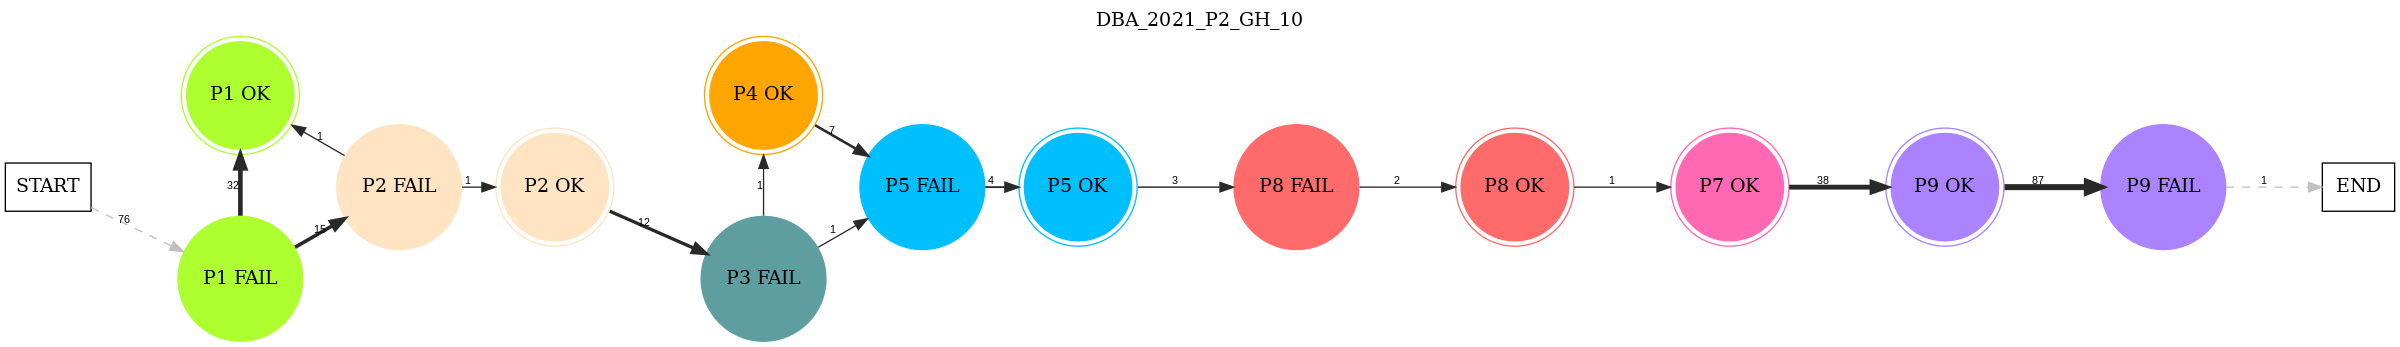 DBA_2021_P2_GH_10
P1 OK
P4 OK
1
7
START
32
P2 FAIL
1
P2 OK
1
P5 FAIL
4
P5 OK
3
P8 FAIL
2
P8 OK
1
P7 OK
38
P9 OK
87
P9 FAIL
1
END
76
15
12
1
P1 FAIL
P3 FAIL